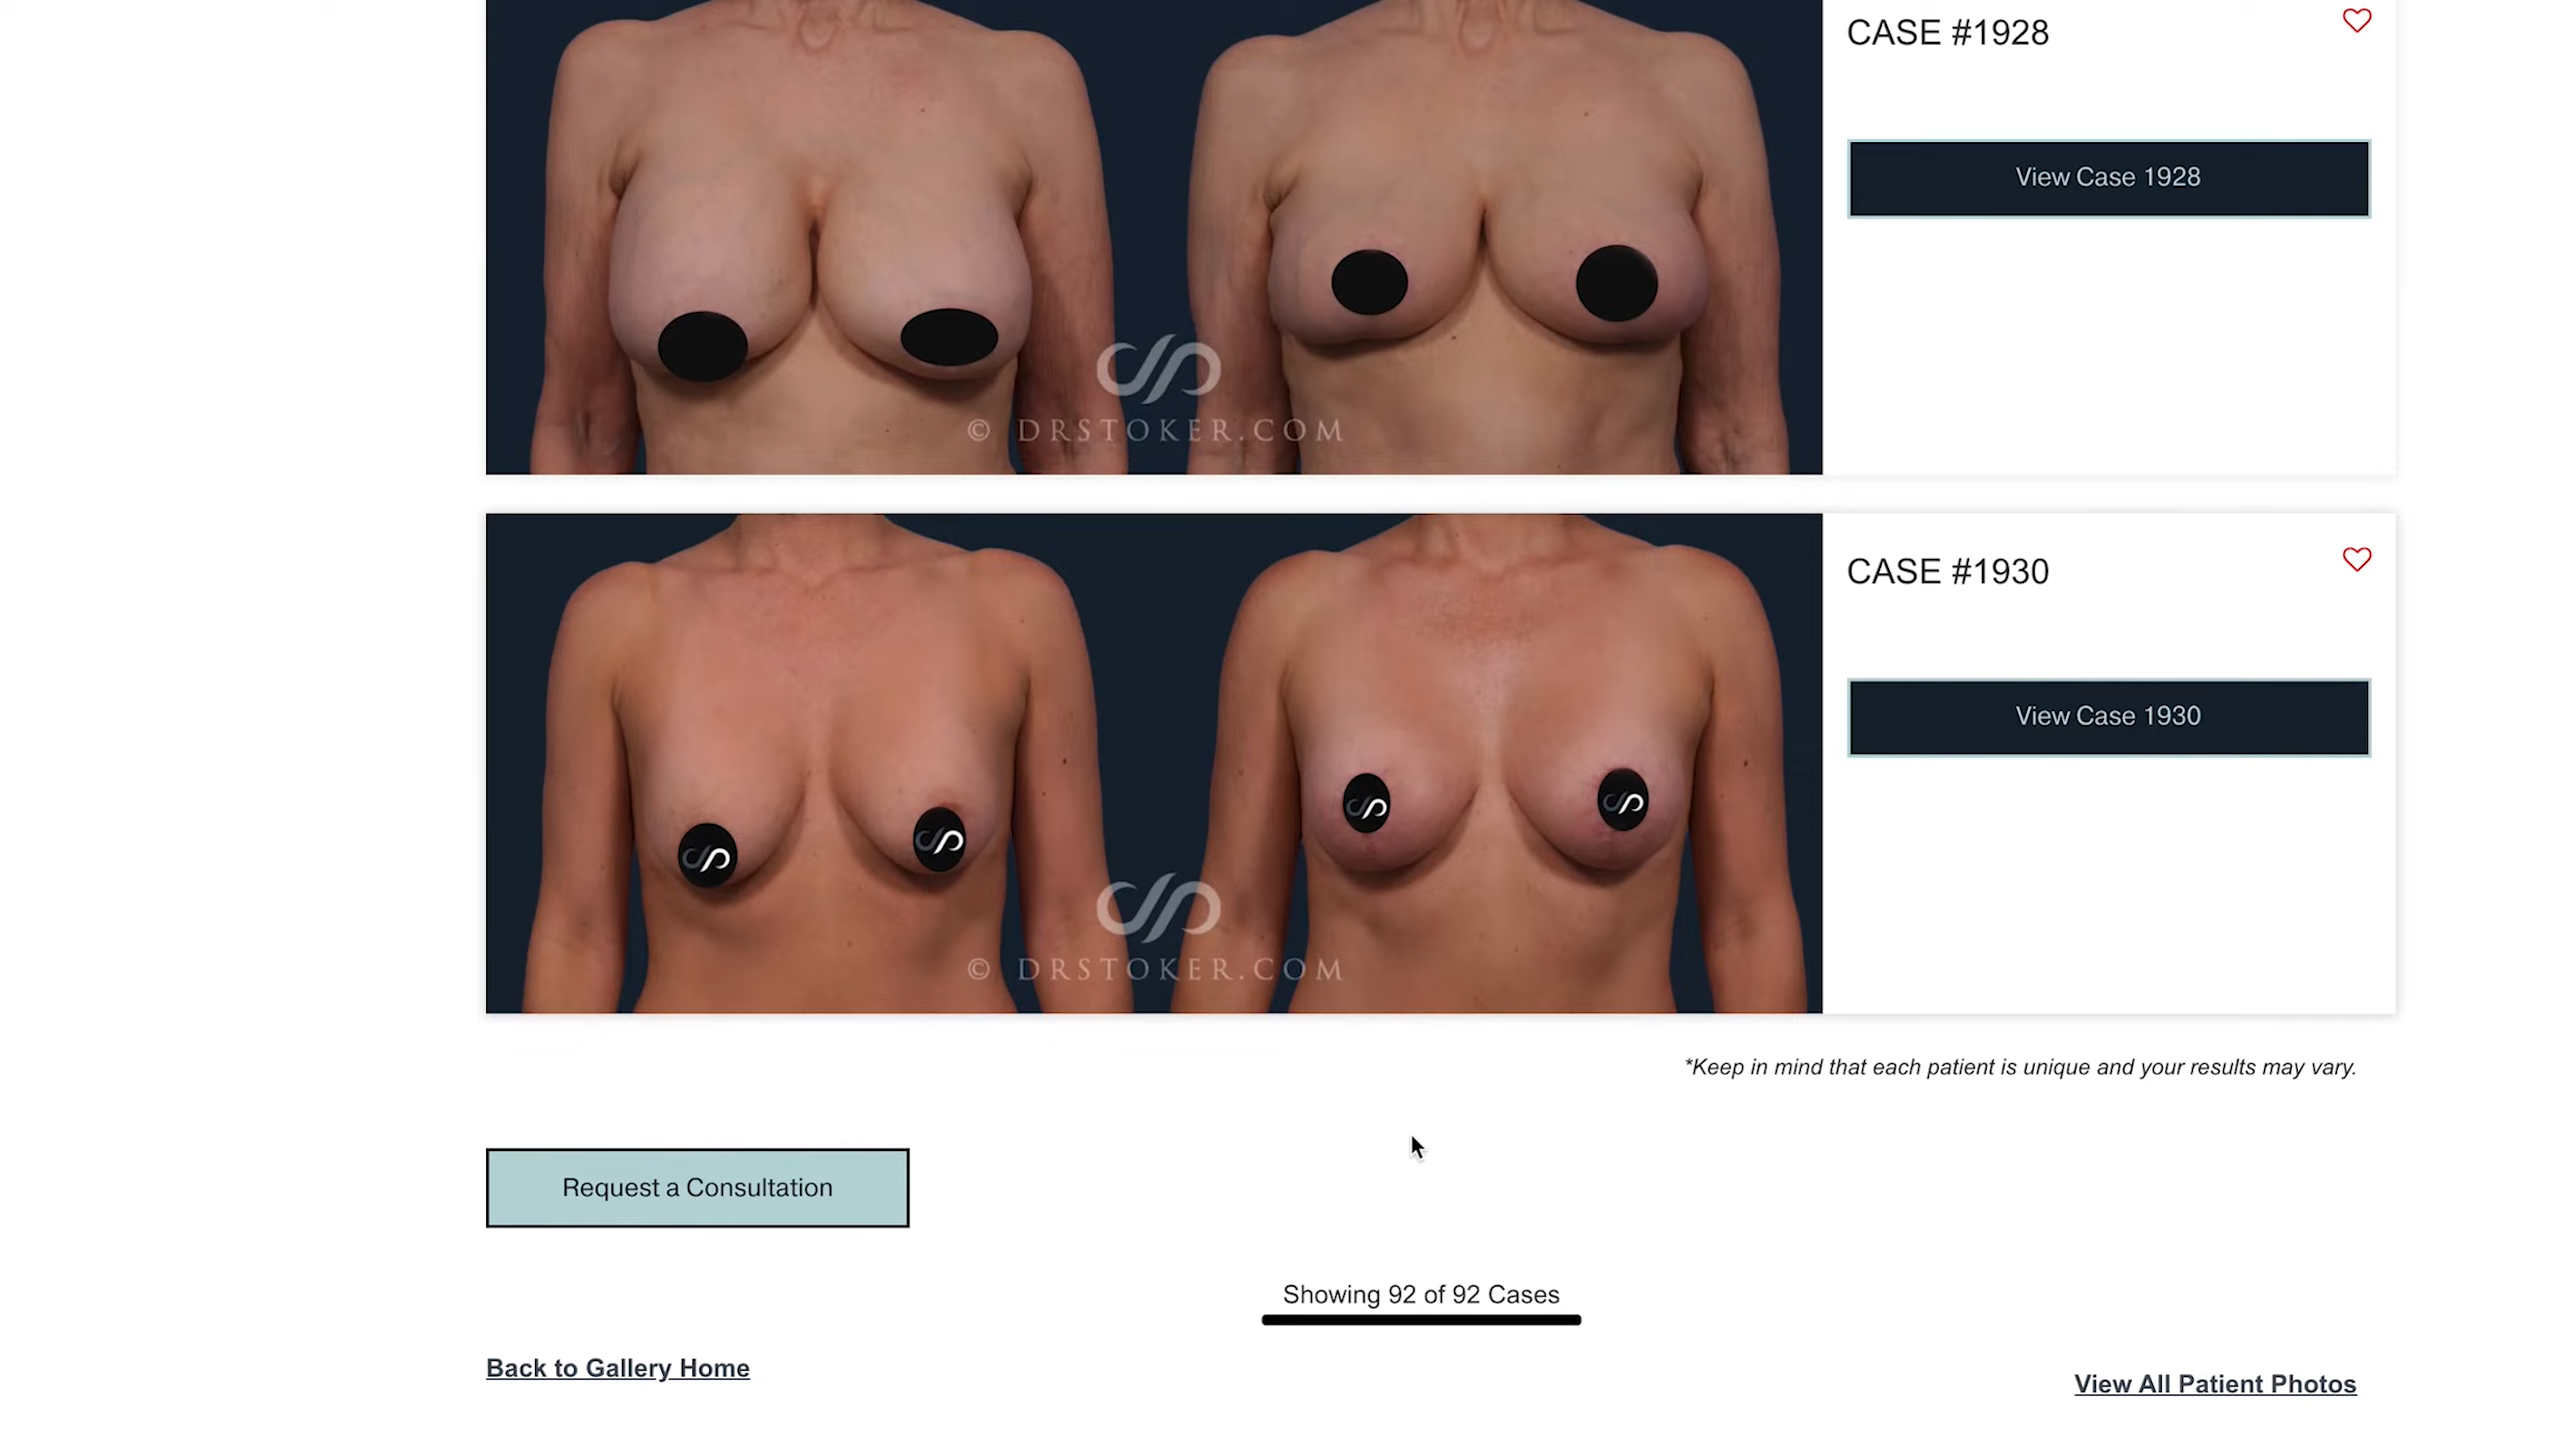 CASE #1928
View Case 1928
© DRSTOKER.COM
CASE #1930
View Case 1930
© DRSTOKER.COM
*Keep in mind that each patient is unique and your results may vary.
Request a Consultation
Showing 92 of 92 Cases
Back to Gallery Home
View All Patient Photos